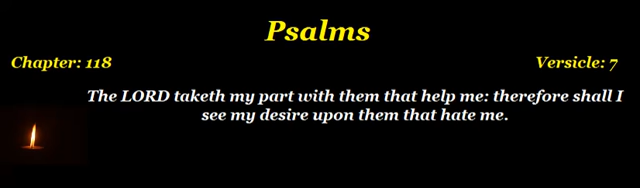 Psalms
Chapter: 118 Versicle: 7
The LORD taketh my part with them that help me: therefore shall I
see my desire upon them that hate me.